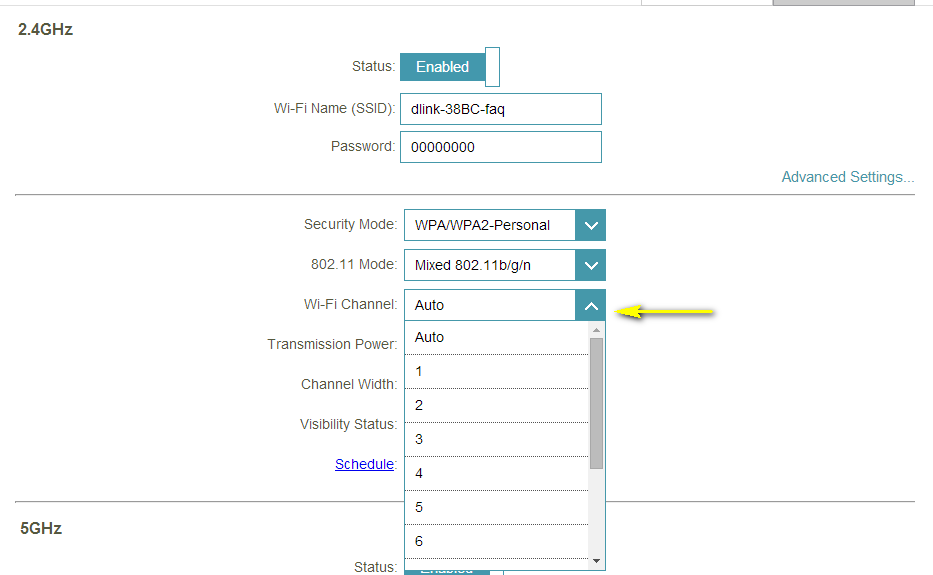 2.4GHz
Status: Enabled
Wi-Fi Name (SSID): dlink-38BC-faq
Password: 00000000
Advanced Settings...
Security Mode: WPA/WPA2-Personal
802.11 Mode: Mixed 802.11b/g/n
Wi-Fi Channel: Auto
Auto
Transmission Power:
1
Channel Width:
2
Visibility Status:
3
Schedule:
4
5
5GHz
6
Status: Enabled